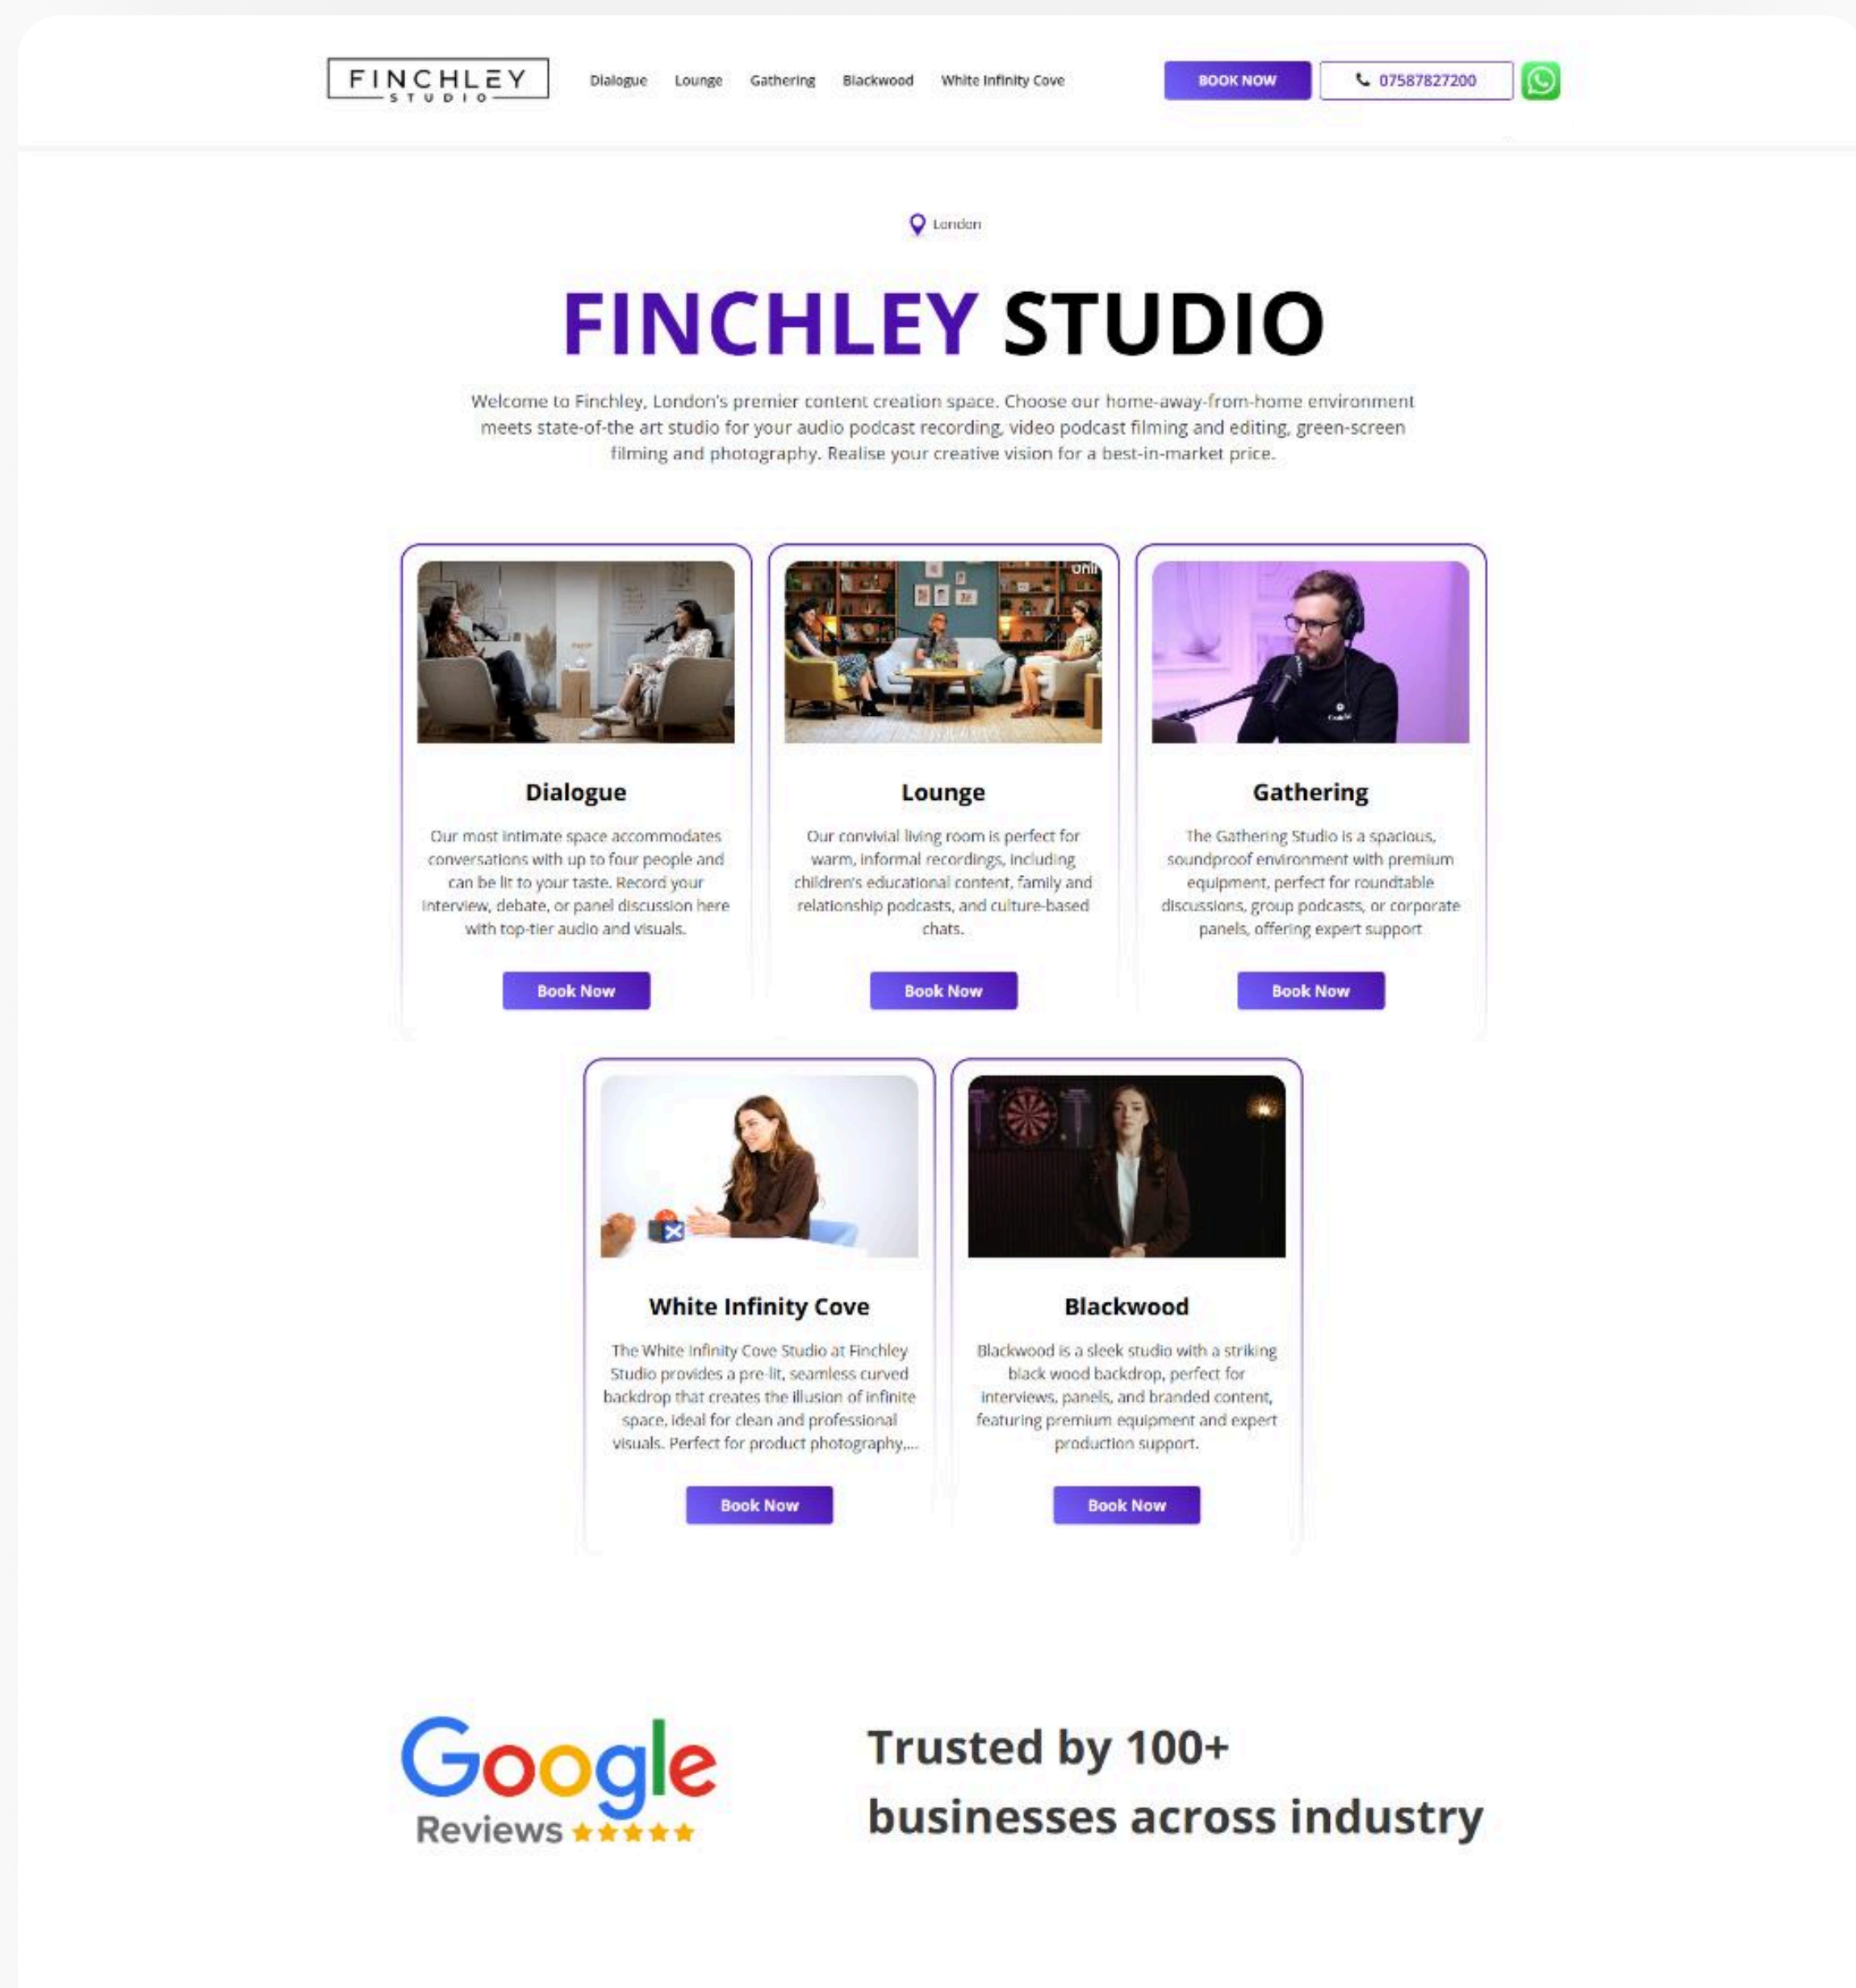 FINCHLEY
STUDIO
Dialogue
Lounge
Gathering
Blackwood
White Infinity Cove
BOOK NOW
07587827200
London
FINCHLEY STUDIO
Welcome to Finchley, London's premier content creation space. Choose our home-away-from-home environment
meets state-of-the art studio for your audio podcast recording, video podcast filming and editing, green-screen
filming and photography. Realise your creative vision for a best-in-market price.
Dialogue
Our most intimate space accommodates
conversations with up to four people and
can be lit to your taste. Record your
interview, debate, or panel discussion here
with top-tier audio and visuals.
Book Now
Lounge
Our convivial living room is perfect for
warm, informal recordings, including
children's educational content, family and
relationship podcasts, and culture-based
chats.
Book Now
Gathering
The Gathering Studio is a spacious,
soundproof environment with premium
equipment, perfect for roundtable
discussions, group podcasts, or corporate
panels, offering expert support
Book Now
White Infinity Cove
The White Infinity Cove Studio at Finchley
Studio provides a pre-lit, seamless curved
backdrop that creates the illusion of infinite
space, ideal for clean and professional
visuals. Perfect for product photography,...
Book Now
Blackwood
Blackwood is a sleek studio with a striking
black wood backdrop, perfect for
interviews, panels, and branded content,
featuring premium equipment and expert
production support.
Book Now
Google
Reviews
Trusted by 100+
businesses across industry